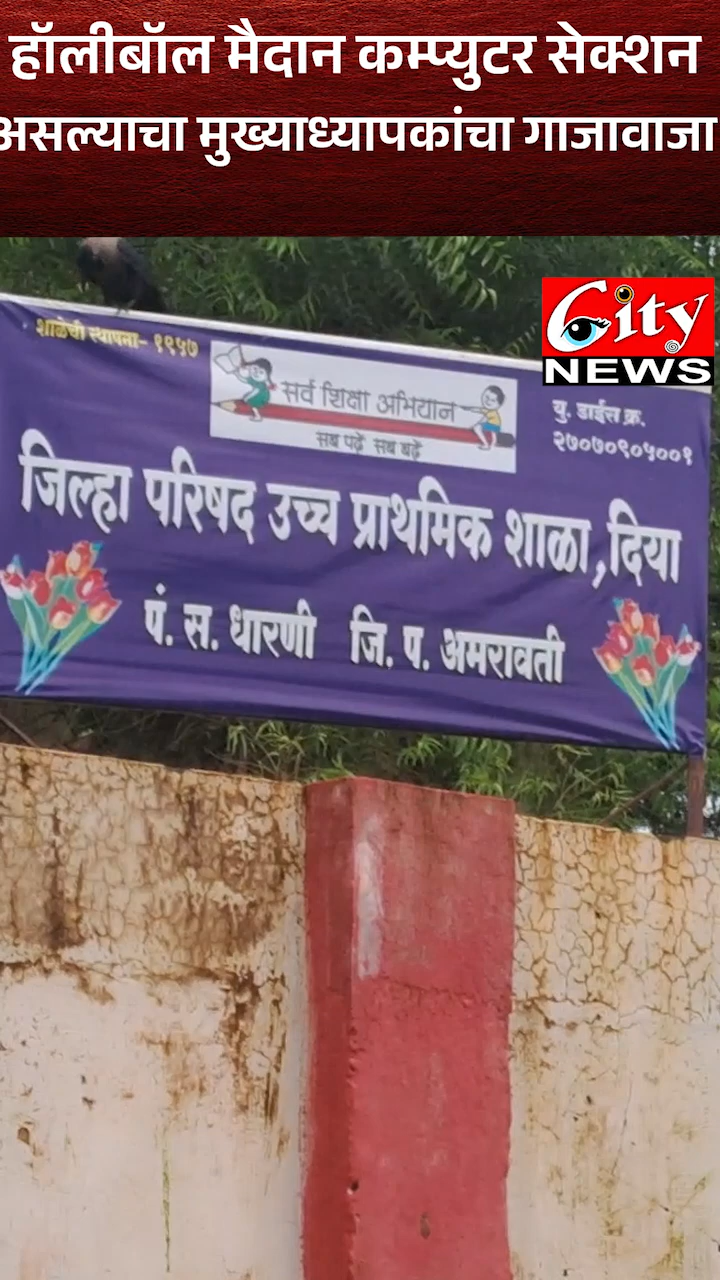 हॉलीबॉल मैदान कम्प्युटर सेक्शन
असल्याचा मुख्याध्यापकांचा गाजावाजा
City
NEWS
शाळेची स्थापना- १९५७
सर्व शिक्षा अभियान
सब पढ़ें सब बढ़ें
यु. डाईस क्र.
२७०७०९०५००१
जिल्हा परिषद उच्च प्राथमिक शाळा,दिया
पं. स. धारणी जि. प. अमरावती